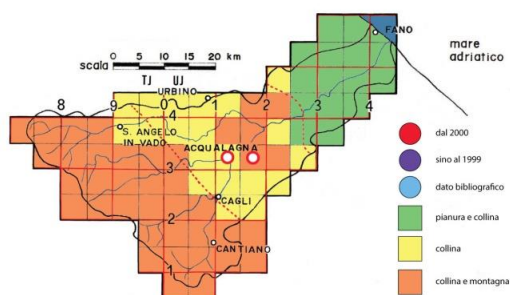 FANO
mare
adriatico
scala 0 5 10 15 20 km
TJ UJ
URBINO
8 9 0 1 2 3 4
4
S. ANGELO
IN VADO
ACQUALAGNA
3
CAGLI
2
CANTIANO
1
dal 2000
sino al 1999
dato bibliografico
pianura e collina
collina
collina e montagna